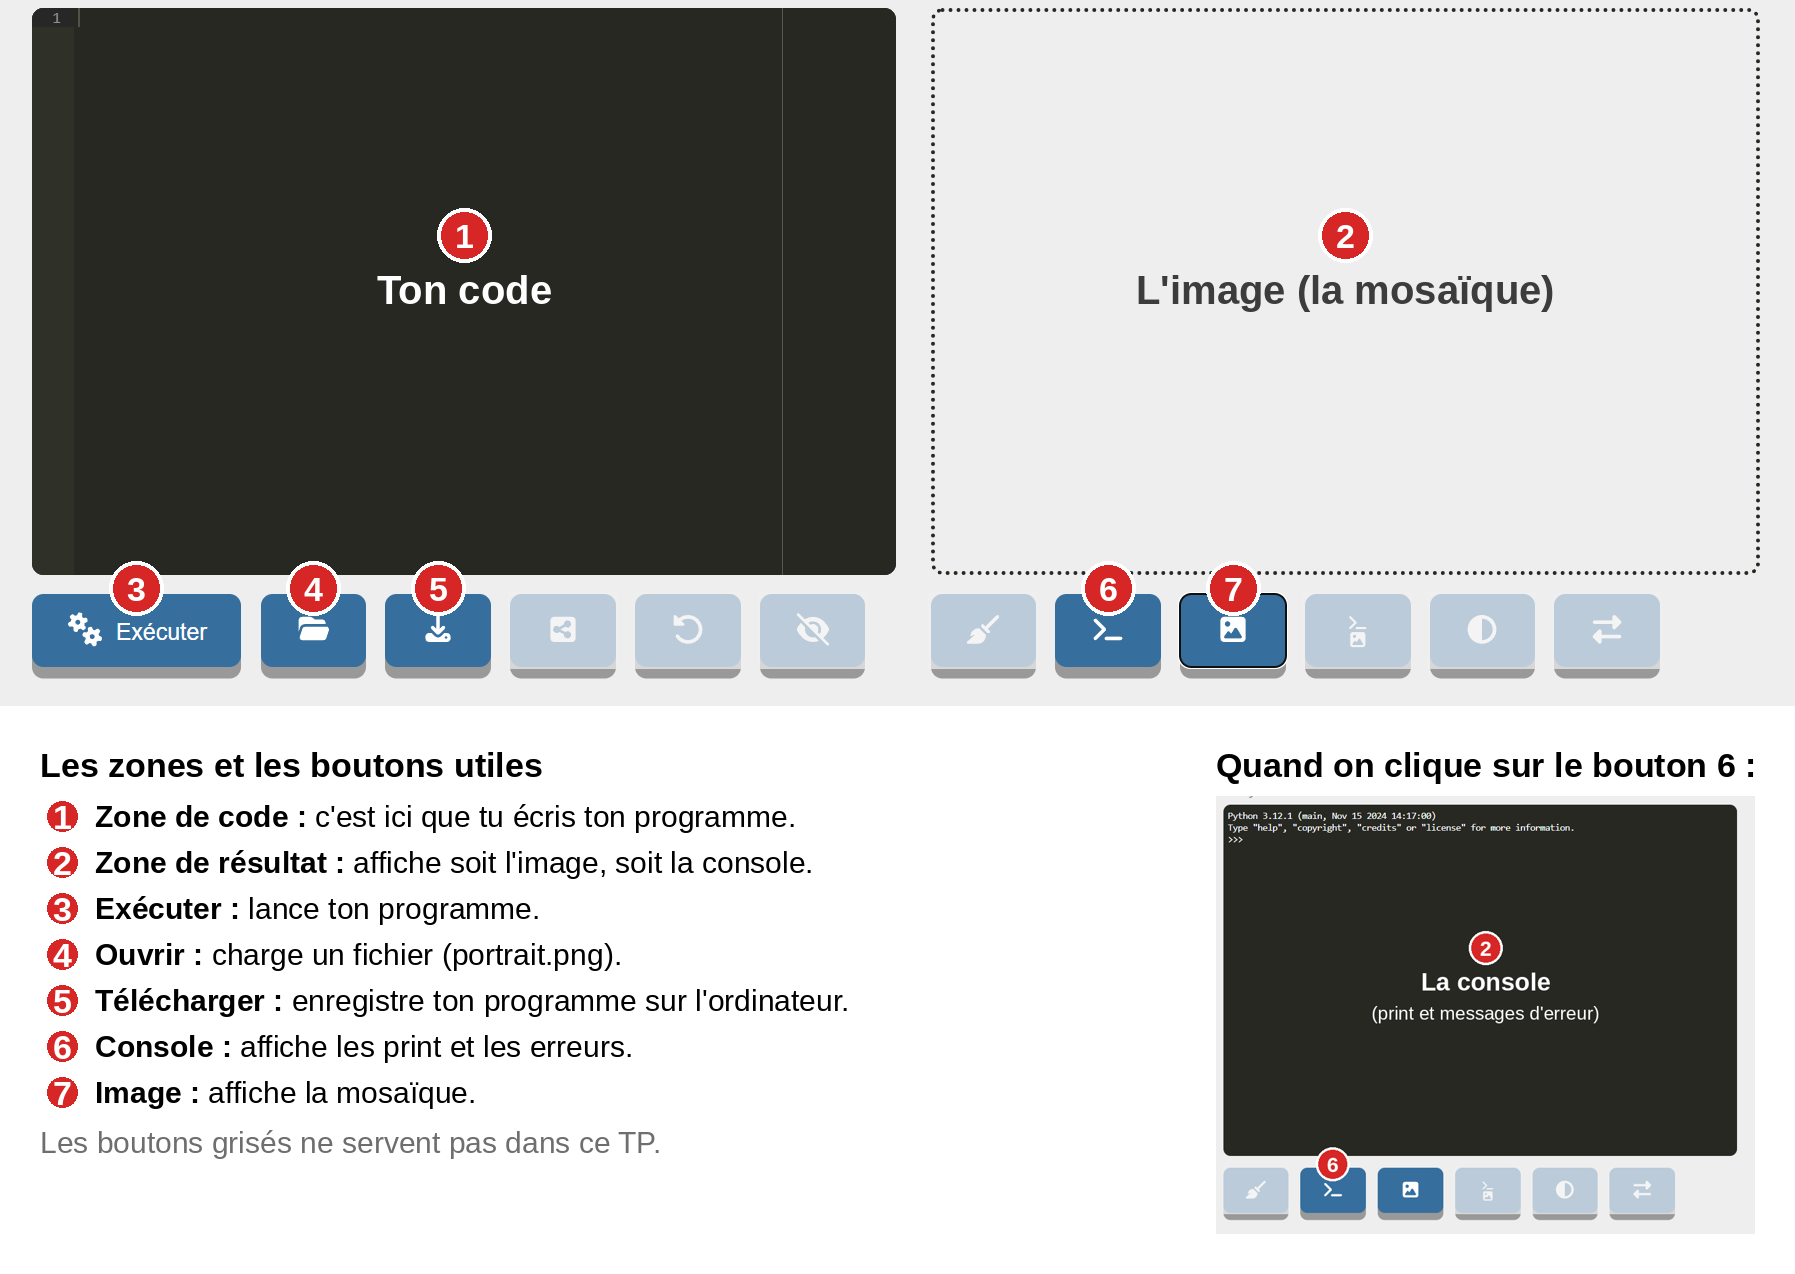 1
1
Ton code
2
L'image (la mosaïque)
3
4
5
6
7
Exécuter
Les zones et les boutons utiles
1 Zone de code : c'est ici que tu écris ton programme.
2 Zone de résultat : affiche soit l'image, soit la console.
3 Exécuter : lance ton programme.
4 Ouvrir : charge un fichier (portrait.png).
5 Télécharger : enregistre ton programme sur l'ordinateur.
6 Console : affiche les print et les erreurs.
7 Image : affiche la mosaïque.
Les boutons grisés ne servent pas dans ce TP.
Quand on clique sur le bouton 6 :
Python 3.12.1 (main, Nov 15 2024 14:17:00)
Type "help", "copyright", "credits" or "license" for more information.
>>>
2
La console
(print et messages d'erreur)
6